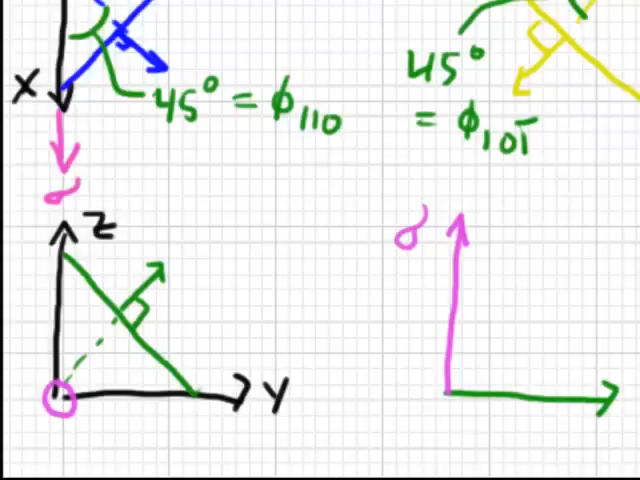 X
45° = ϕ110
45°
= ϕ101̅
σ
Z
σ
Y